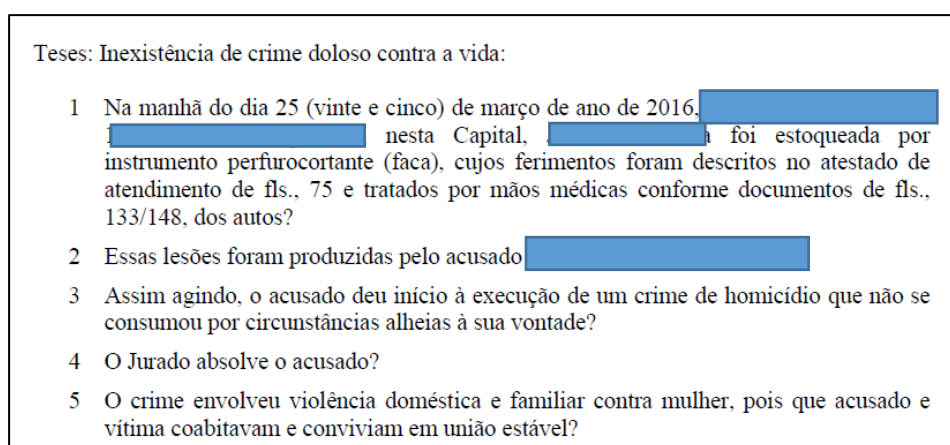 Teses: Inexistência de crime doloso contra a vida:
1 Na manhã do dia 25 (vinte e cinco) de março de ano de 2016,
nesta Capital, foi estoqueada por
instrumento perfurocortante (faca), cujos ferimentos foram descritos no atestado de
atendimento de fls., 75 e tratados por mãos médicas conforme documentos de fls.,
133/148, dos autos?
2 Essas lesões foram produzidas pelo acusado
3 Assim agindo, o acusado deu início à execução de um crime de homicídio que não se
consumou por circunstâncias alheias à sua vontade?
4 O Jurado absolve o acusado?
5 O crime envolveu violência doméstica e familiar contra mulher, pois que acusado e
vítima coabitavam e conviviam em união estável?